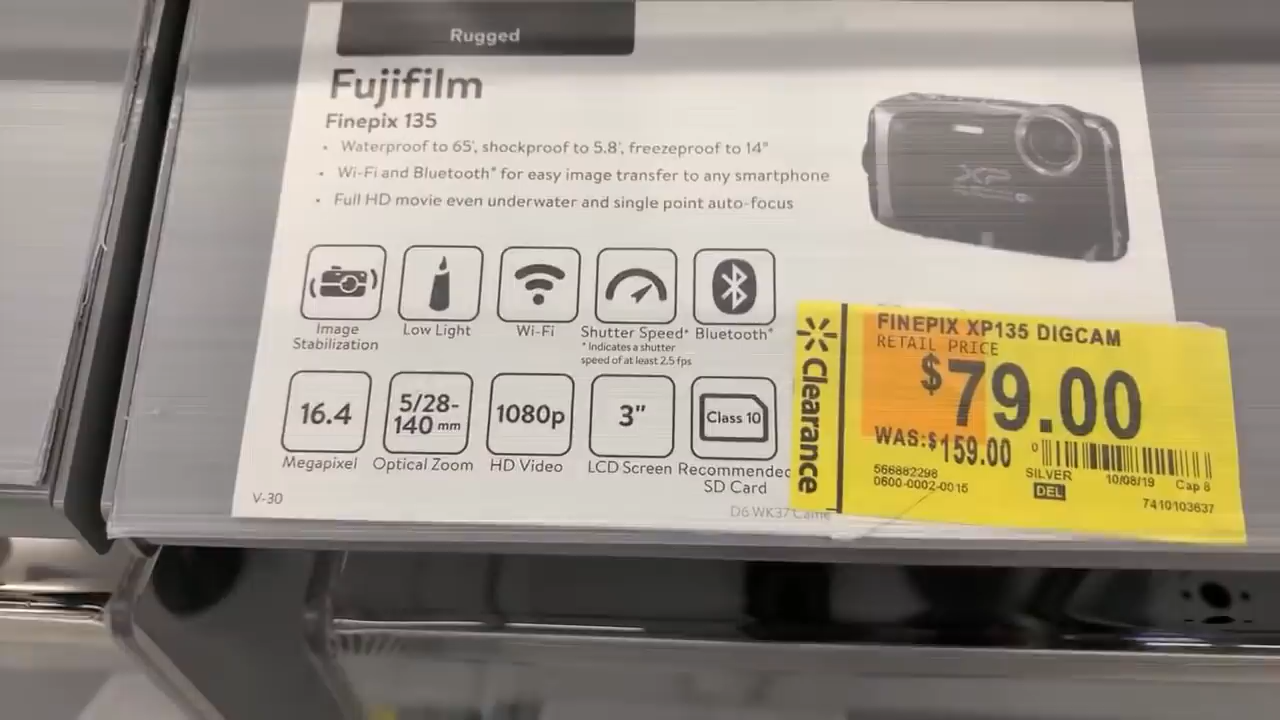 Rugged
Fujifilm
Finepix 135
• Waterproof to 65', shockproof to 5.8', freezeproof to 14°
• Wi-Fi and Bluetooth* for easy image transfer to any smartphone
• Full HD movie even underwater and single point auto-focus
XP
Image
Stabilization
Low Light
Wi-Fi
Shutter Speed*
* Indicates a shutter
speed of at least 2.5 fps
Bluetooth*
16.4
Megapixel
5/28-
140 mm
Optical Zoom
1080p
HD Video
3"
LCD Screen
Class 10
Recommended
SD Card
V-30
D6 WK37 Came
Clearance
FINEPIX XP135 DIGCAM
RETAIL PRICE
$79.00
WAS:$159.00
566882298
0600-0002-0015
SILVER
DEL
10/08/19
Cap 8
7410103637